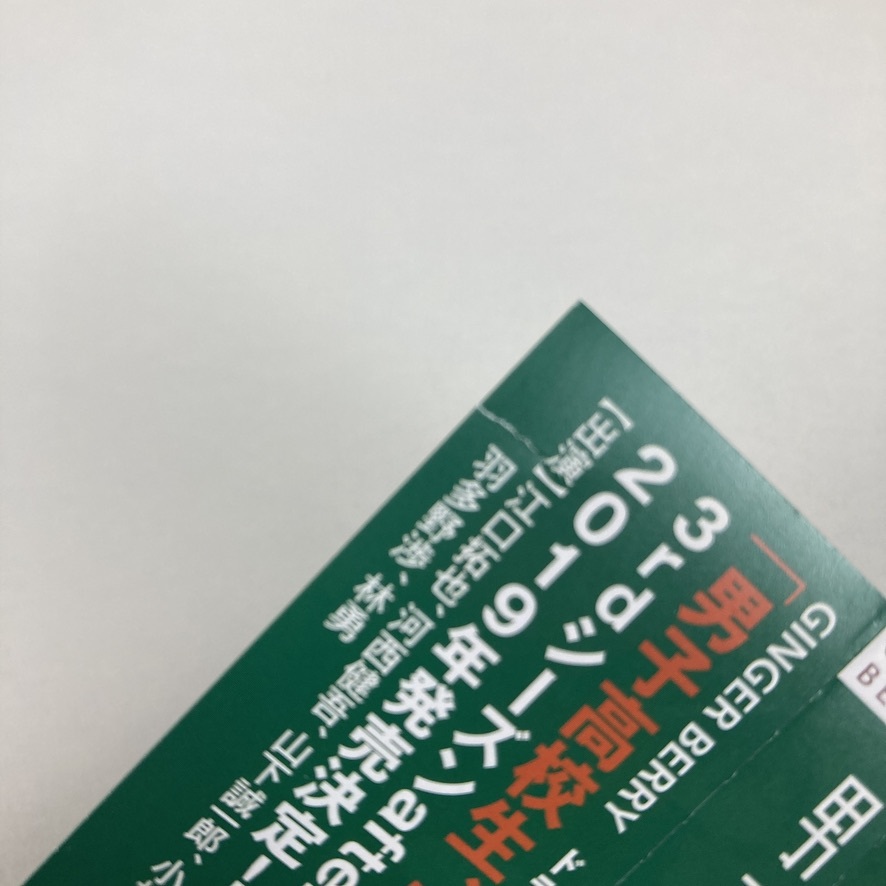 GINGER BERRY
「男子高校生
3rdシーズンafte
2019年発売決定
【出演】江口拓也、河西健吾、山下誠一郎、小
羽多野渉、林勇